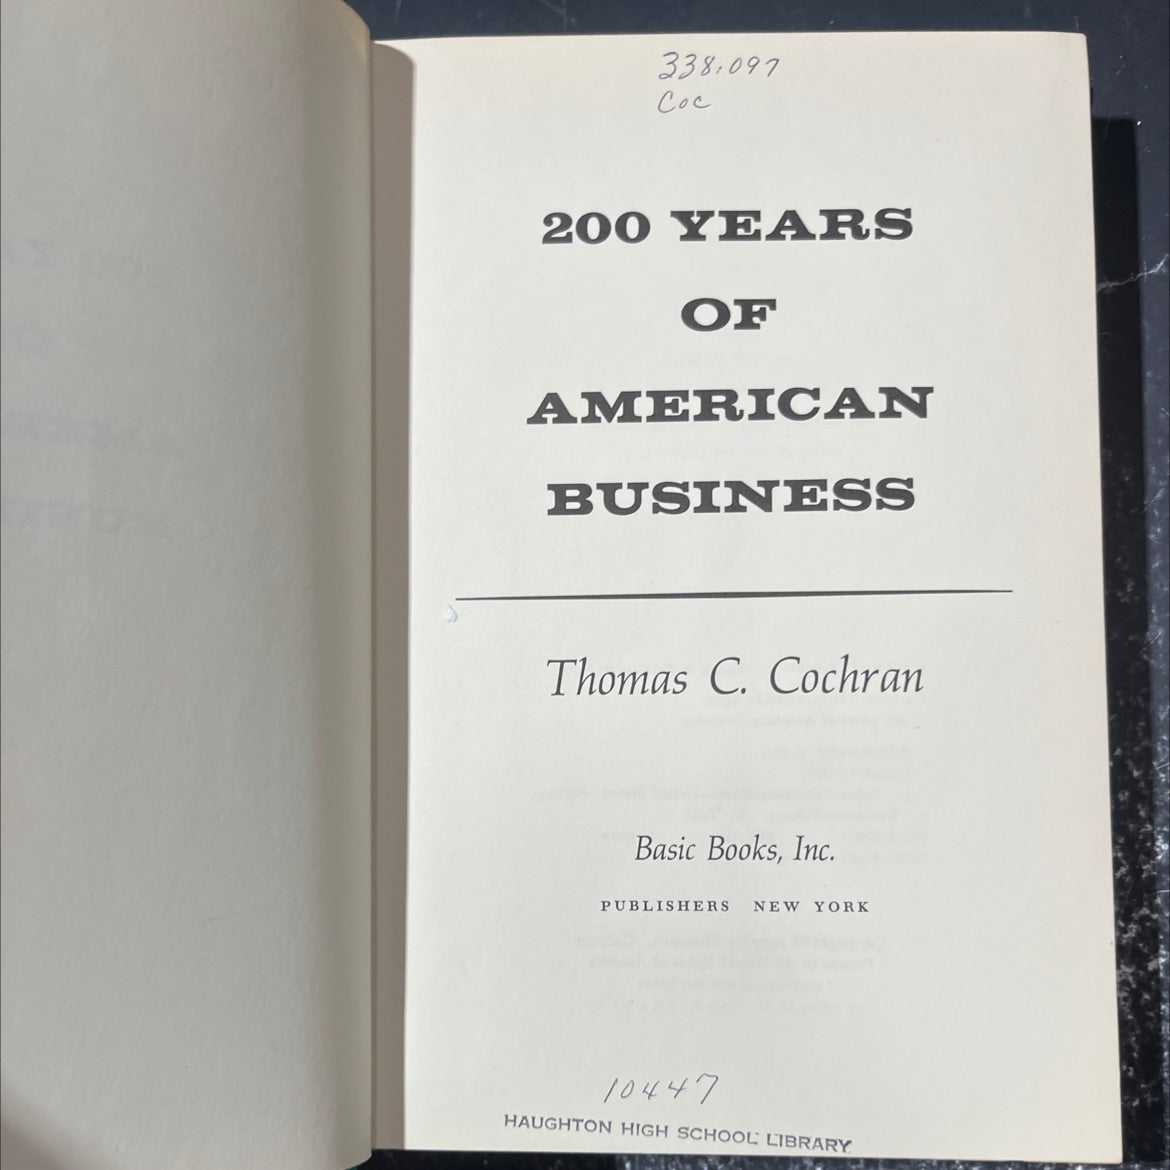 338.097
Coc
200 YEARS
OF
AMERICAN
BUSINESS
Thomas C. Cochran
Basic Books, Inc.
PUBLISHERS NEW YORK
10447
HAUGHTON HIGH SCHOOL LIBRARY